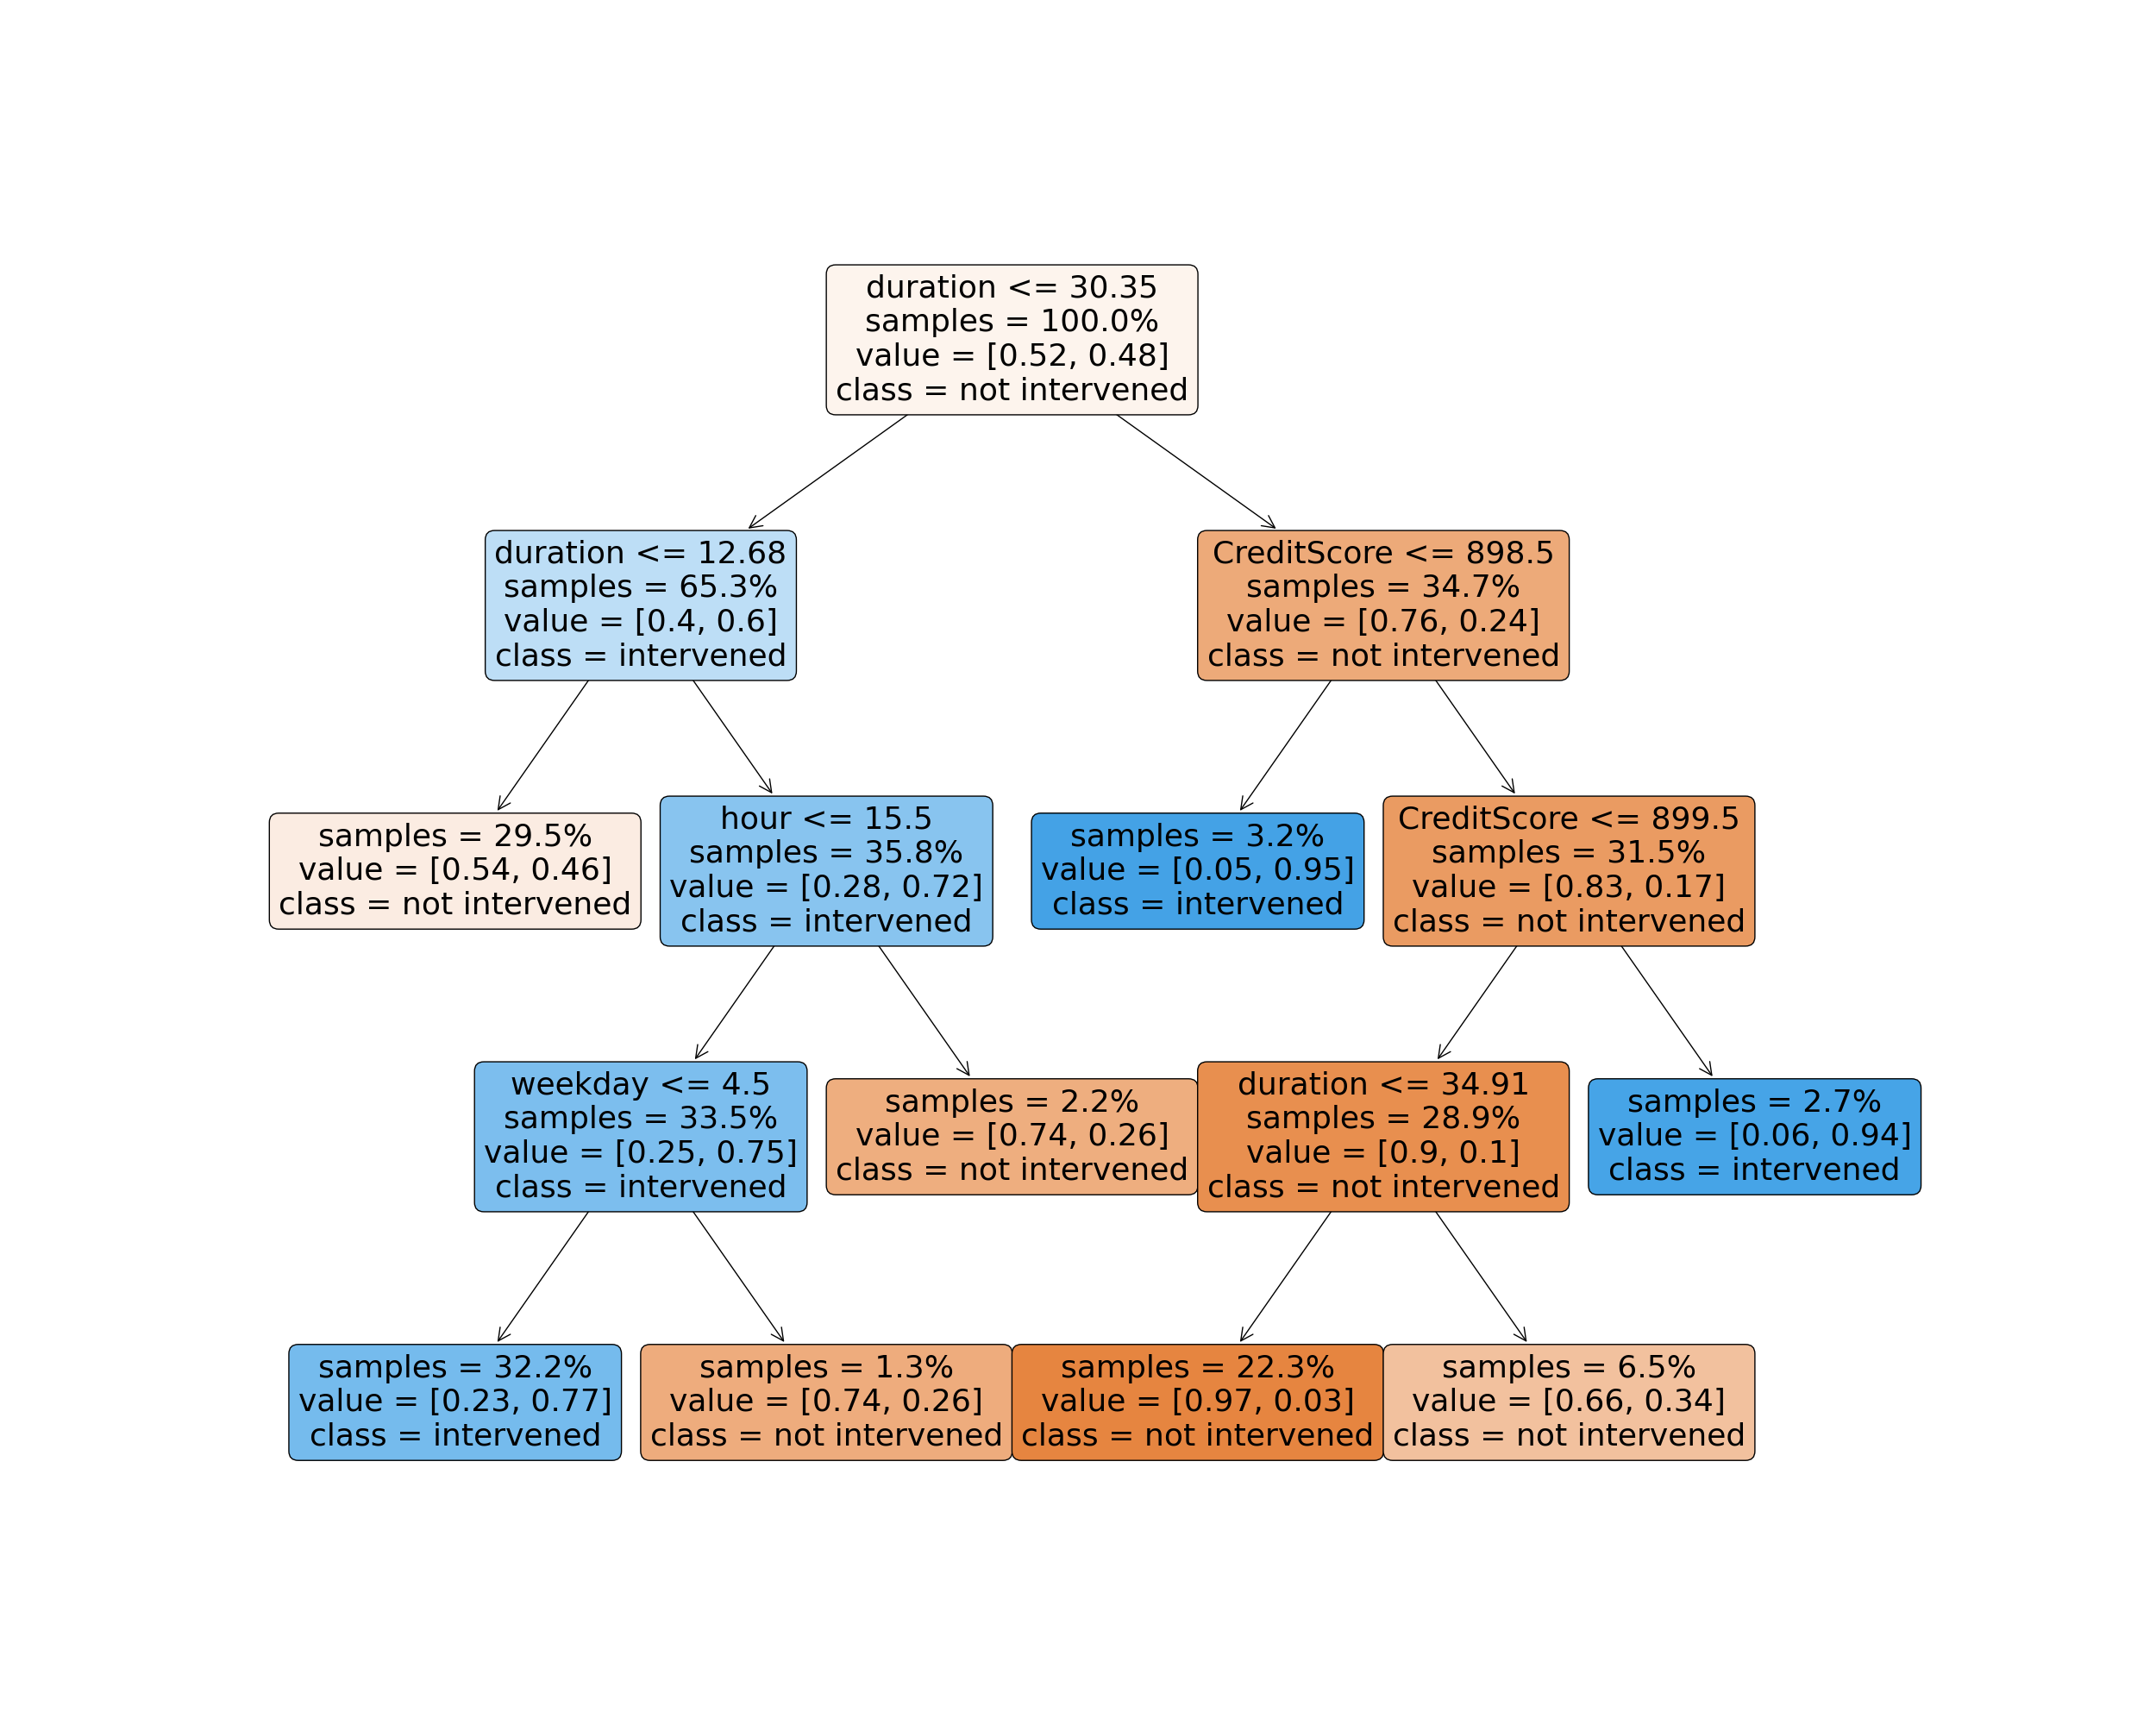 duration <= 30.35
samples = 100.0%
value = [0.52, 0.48]
class = not intervened
duration <= 12.68
samples = 65.3%
value = [0.4, 0.6]
class = intervened
CreditScore <= 898.5
samples = 34.7%
value = [0.76, 0.24]
class = not intervened
samples = 29.5%
value = [0.54, 0.46]
class = not intervened
hour <= 15.5
samples = 35.8%
value = [0.28, 0.72]
class = intervened
samples = 3.2%
value = [0.05, 0.95]
class = intervened
CreditScore <= 899.5
samples = 31.5%
value = [0.83, 0.17]
class = not intervened
weekday <= 4.5
samples = 33.5%
value = [0.25, 0.75]
class = intervened
samples = 2.2%
value = [0.74, 0.26]
class = not intervened
duration <= 34.91
samples = 28.9%
value = [0.9, 0.1]
class = not intervened
samples = 2.7%
value = [0.06, 0.94]
class = intervened
samples = 32.2%
value = [0.23, 0.77]
class = intervened
samples = 1.3%
value = [0.74, 0.26]
class = not intervened
samples = 22.3%
value = [0.97, 0.03]
class = not intervened
samples = 6.5%
value = [0.66, 0.34]
class = not intervened